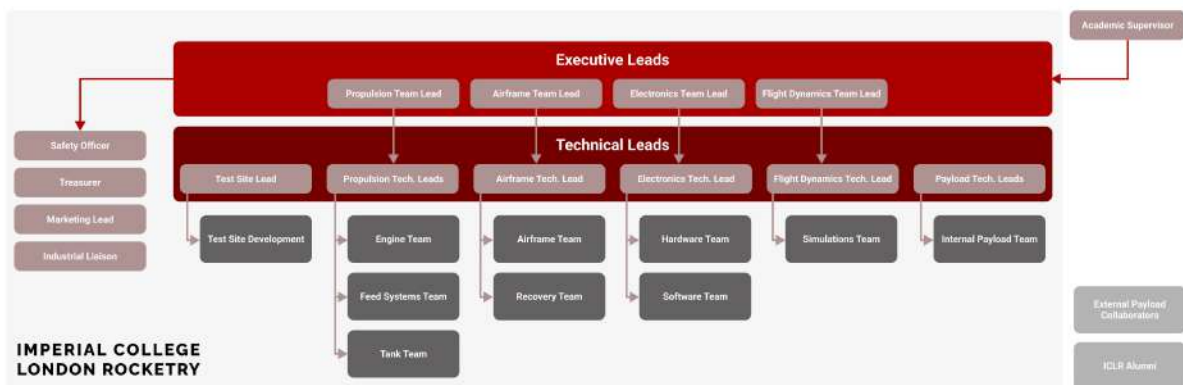 Academic Supervisor
Executive Leads
Propulsion Team Lead
Airframe Team Lead
Electronics Team Lead
Flight Dynamics Team Lead
Technical Leads
Safety Officer
Treasurer
Marketing Lead
Industrial Liaison
Test Site Lead
Propulsion Tech. Leads
Airframe Tech. Lead
Electronics Tech. Lead
Flight Dynamics Tech. Lead
Payload Tech. Leads
Test Site Development
Engine Team
Airframe Team
Hardware Team
Simulations Team
Internal Payload Team
Feed Systems Team
Recovery Team
Software Team
Tank Team
External Payload
Collaborators
ICLR Alumni
IMPERIAL COLLEGE
LONDON ROCKETRY